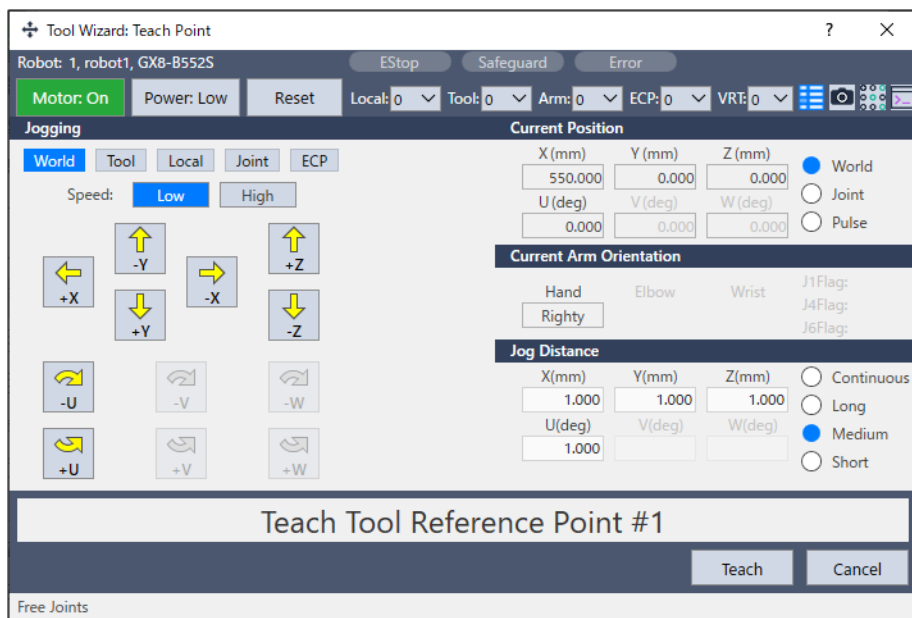 Tool Wizard: Teach Point ?
Robot: 1, robot1, GX8-B552S EStop Safeguard Error
Motor: On Power: Low Reset Local: 0 Tool: 0 Arm: 0 ECP: 0 VRT: 0
Jogging
World Tool Local Joint ECP
Speed: Low High
-Y
+Z
+X
-X
+Y
-Z
-U -V -W
+U +V +W
Current Position
X (mm) Y (mm) Z (mm)
550.000 0.000 0.000
U (deg) V (deg) W (deg)
0.000 0.000 0.000
World
Joint
Pulse
Current Arm Orientation
Hand Elbow Wrist
Righty
J1Flag:
J4Flag:
J6Flag:
Jog Distance
X(mm) Y(mm) Z(mm)
1.000 1.000 1.000
U(deg) V(deg) W(deg)
1.000
Continuous
Long
Medium
Short
Teach Tool Reference Point #1
Teach Cancel
Free Joints